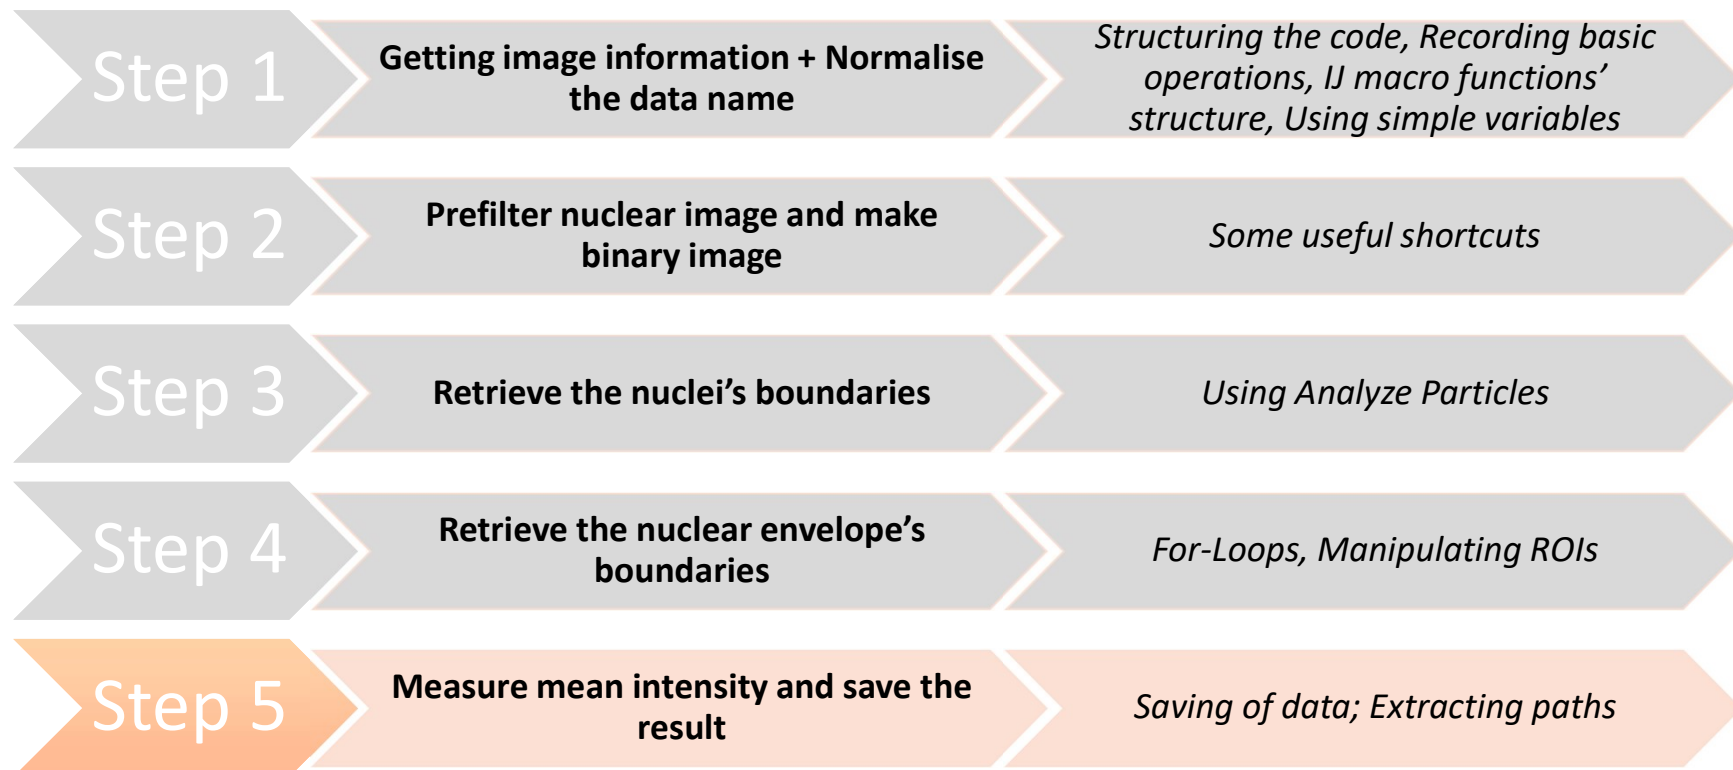 Step 1
Getting image information + Normalise
the data name
Structuring the code, Recording basic
operations, IJ macro functions’
structure, Using simple variables
Step 2
Prefilter nuclear image and make
binary image
Some useful shortcuts
Step 3
Retrieve the nuclei’s boundaries
Using Analyze Particles
Step 4
Retrieve the nuclear envelope’s
boundaries
For-Loops, Manipulating ROIs
Step 5
Measure mean intensity and save the
result
Saving of data; Extracting paths